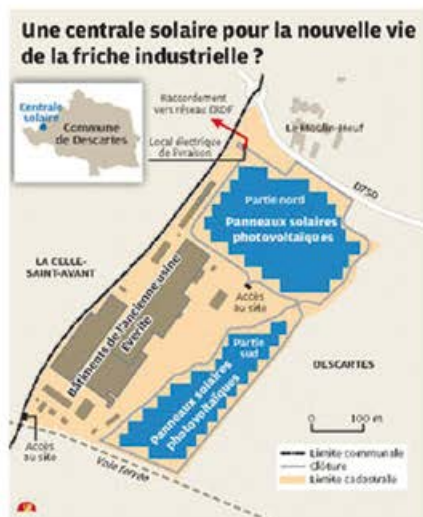 Une centrale solaire pour la nouvelle vie
de la friche industrielle ?
Centrale
solaire
Commune
de Descartes
Raccordement
vers réseau ERDF
Local électrique
de livraison
Le Moulin-Neuf
D750
Partie nord
Panneaux solaires
photovoltaïques
LA CELLE-
SAINT-AVANT
Bâtiments de l'ancienne usine
Everite
Accès
au site
Partie
sud
Panneaux solaires
photovoltaïques
DESCARTES
0 100 m
Accès
au site
Voie ferrée
Limite communale
Clôture
Limite cadastrale